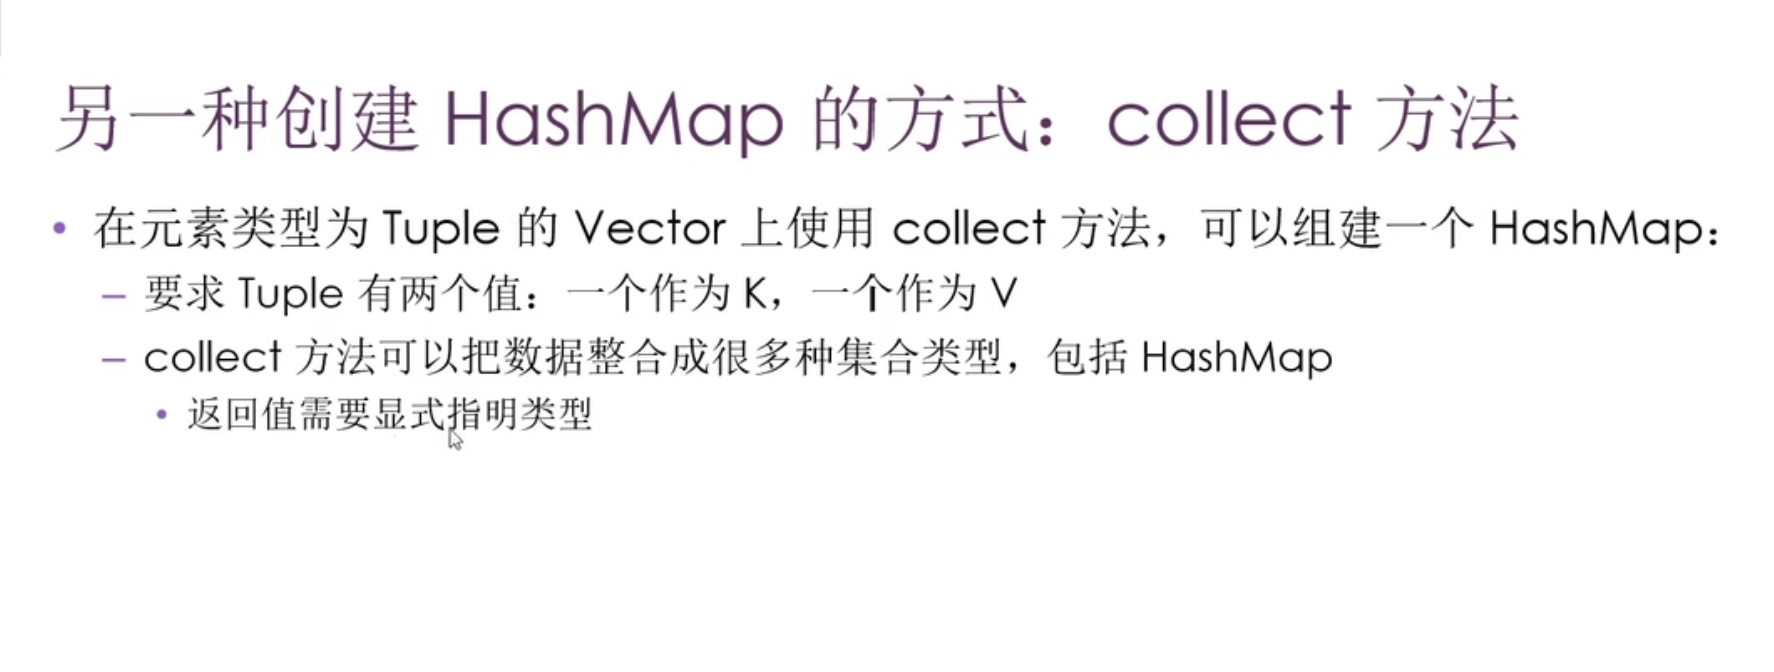 另一种创建 HashMap 的方式：collect 方法
• 在元素类型为 Tuple 的 Vector 上使用 collect 方法，可以组建一个 HashMap：
– 要求 Tuple 有两个值：一个作为 K，一个作为 V
– collect 方法可以把数据整合成很多种集合类型，包括 HashMap
• 返回值需要显式指明类型